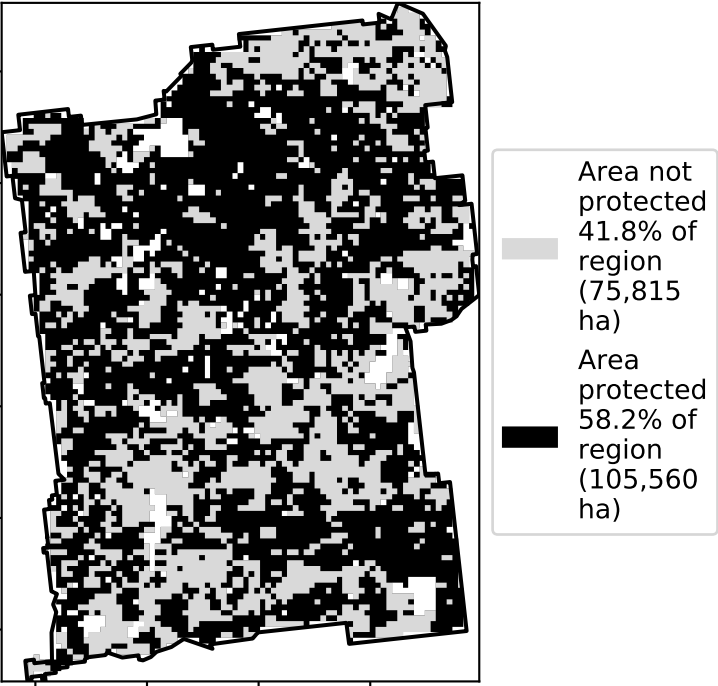 Area not
protected
41.8% of
region
(75,815
ha)
Area
protected
58.2% of
region
(105,560
ha)